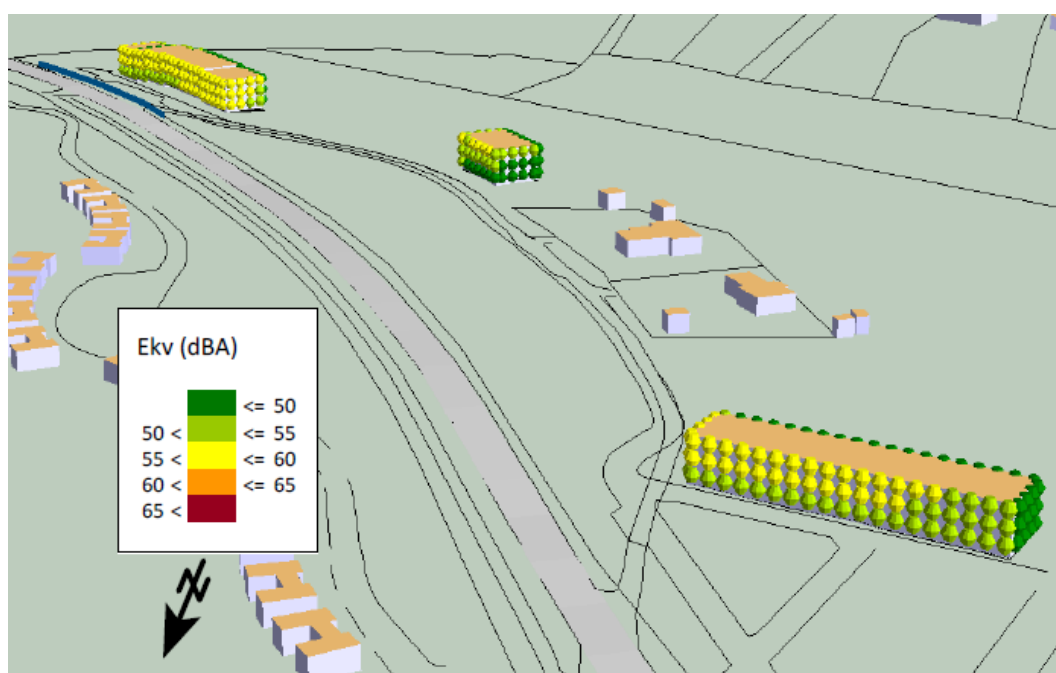 Ekv (dBA)
<= 50
50 < <= 55
55 < <= 60
60 < <= 65
65 <
N